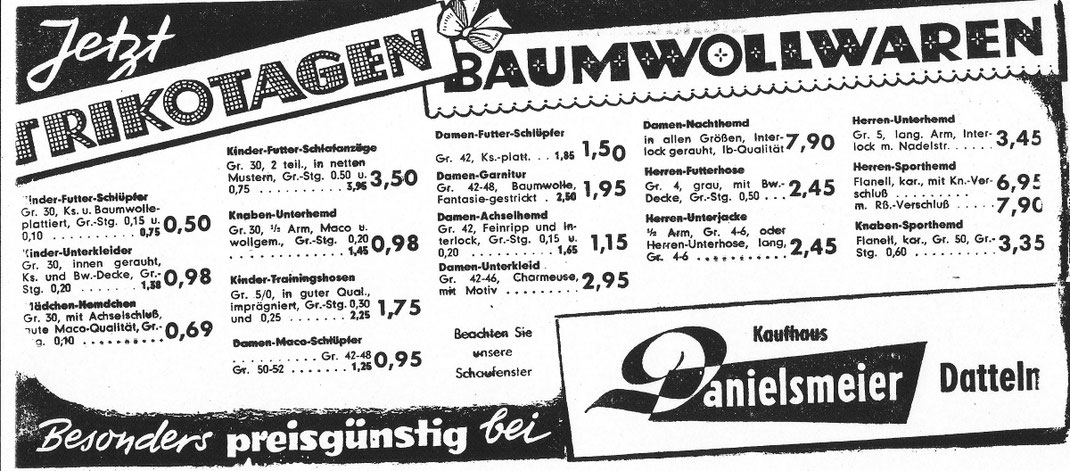 Jetzt
TRIKOTAGEN
BAUMWOLLWAREN
Kinder-Futter-Schlüpfer
Gr. 30, Ks. u. Baumwolle-
plattiert, Gr.-Stg. 0,15 u.
0,10 . . . . . . . . . . 0,75 0,50
Kinder-Unterkleider
Gr. 30, innen gerauht,
Ks. und Bw.-Decke, Gr.-
Stg. 0,20 . . . . . . . 1,38 0,98
Mädchen-Hemdchen
Gr. 30, mit Achselschluß,
gute Maco-Qualität, Gr.-
g. 0,10 . . . . . . . . . . 0,69
Kinder-Futter-Schlafanzüge
Gr. 30, 2 teil., in netten
Mustern, Gr.-Stg. 0.50 u.
0,75 . . . . . . . . . . 3,95 3,50
Knaben-Unterhemd
Gr. 30, ½ Arm, Maco u.
wollgem., Gr.-Stg. 0,20
. . . . . . . . . . . . . 1,45 0,98
Kinder-Trainingshosen
Gr. 5/0, in guter Qual.,
imprägniert, Gr.-Stg. 0,30
und 0,25 . . . . . . . 2,25 1,75
Damen-Maco-Schlüpfer
. . . . . . . . . . . Gr. 42-48 0,95
Gr. 50-52 . . . . . . . 1,25
Damen-Futter-Schlüpfer
Gr. 42, Ks.-platt. . . 1,85 1,50
Damen-Garnitur
Gr. 42-48, Baumwolle, 1,95
Fantasie-gestrickt . 2,50
Damen-Achselhemd
Gr. 42, Feinripp und In-
terlock, Gr.-Stg. 0,15 u. 1,15
0,20 . . . . . . . . . . 1,65
Damen-Unterkleid
Gr. 42-46, Charmeuse, 2,95
mit Motiv . . . . . . . . . .
Beachten Sie
unsere
Schaufenster
Damen-Nachthemd
in allen Größen, Inter- 7,90
lock gerauht, Ib-Qualität
Herren-Futterhose
Gr. 4, grau, mit Bw.- 2,45
Decke, Gr.-Stg. 0,50 . . .
Herren-Unterjacke
½ Arm, Gr. 4-6, oder
Herren-Unterhose, lang, 2,45
Gr. 4-6 . . . . . . . . . .
Herren-Unterhemd
Gr. 5, lang. Arm, Inter- 3,45
lock m. Nadelstr. . . . . .
Herren-Sporthemd
Flanell, kar., mit Kn.-Ver- 6,95
schluß . . . . . . . . . . .
m. Rß.-Verschluß . . . . 7,90
Knaben-Sporthemd
Flanell, kar., Gr. 50, Gr.- 3,35
Stg. 0,60 . . . . . . . . .
Kaufhaus
Danielsmeier Datteln
Besonders preisgünstig bei